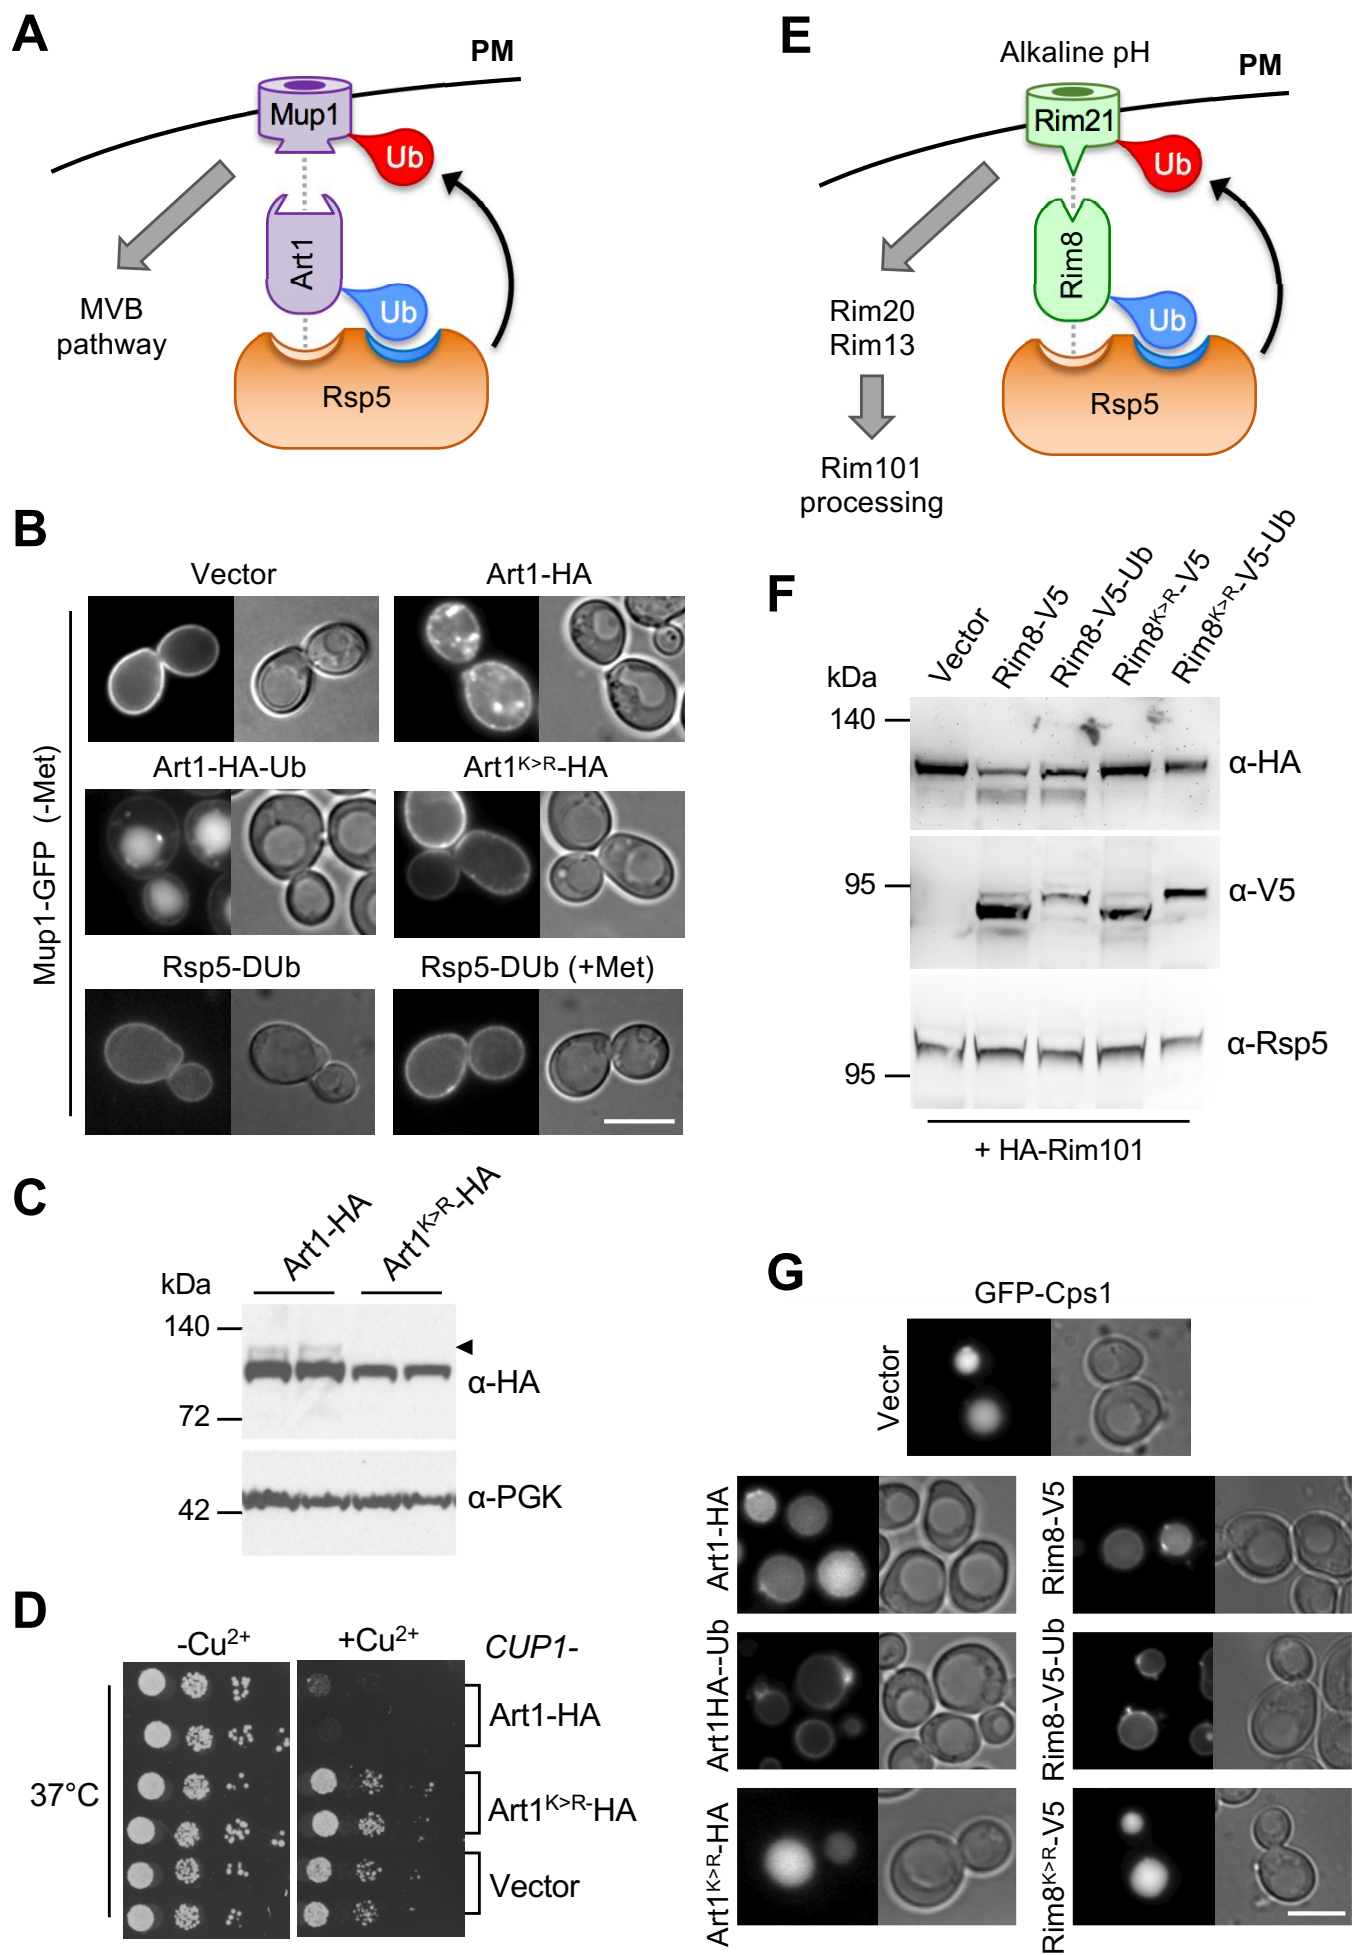 A
PM
Mup1
Ub
Art1
Ub
MVB
pathway
Rsp5
E
Alkaline pH
PM
Rim21
Ub
Rim8
Ub
Rim20
Rim13
Rsp5
Rim101
processing
B
Mup1-GFP (-Met)
Vector
Art1-HA
Art1-HA-Ub
Art1K>R-HA
Rsp5-DUb
Rsp5-DUb (+Met)
C
Art1-HA
Art1K>R-HA
kDa
140
α-HA
72
α-PGK
42
D
-Cu2+
+Cu2+
CUP1-
Art1-HA
37°C
Art1K>R-HA
Vector
F
Vector
Rim8-V5
Rim8-V5-Ub
Rim8K>R-V5
Rim8K>R-V5-Ub
kDa
140
α-HA
95
α-V5
α-Rsp5
95
+ HA-Rim101
G
GFP-Cps1
Vector
Art1-HA
Rim8-V5
Art1HA--Ub
Rim8-V5-Ub
Art1K>R-HA
Rim8K>R-V5